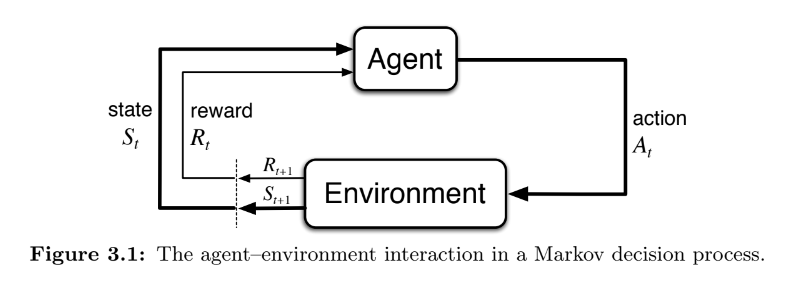 Agent
state
S_t
reward
R_t
action
A_t
R_{t+1}
S_{t+1}
Environment
Figure 3.1: The agent–environment interaction in a Markov decision process.